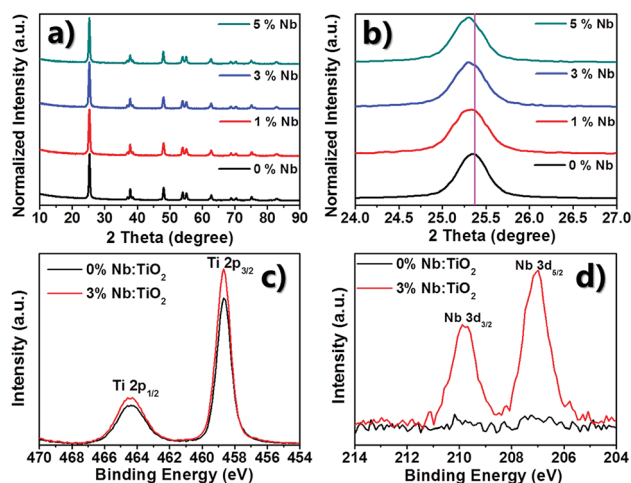 a)
5 % Nb
3 % Nb
1 % Nb
0 % Nb
Normalized Intensity (a.u.)
10 20 30 40 50 60 70 80 90
2 Theta (degree)
b)
5 % Nb
3 % Nb
1 % Nb
0 % Nb
Normalized Intensity (a.u.)
24.0 24.5 25.0 25.5 26.0 26.5 27.0
2 Theta (degree)
c)
0% Nb:TiO₂
3% Nb:TiO₂
Ti 2p₃/₂
Ti 2p₁/₂
Intensity (a.u.)
470 468 466 464 462 460 458 456 454
Binding Energy (eV)
d)
0% Nb:TiO₂
3% Nb:TiO₂
Nb 3d₅/₂
Nb 3d₃/₂
Intensity (a.u.)
214 212 210 208 206 204
Binding Energy (eV)